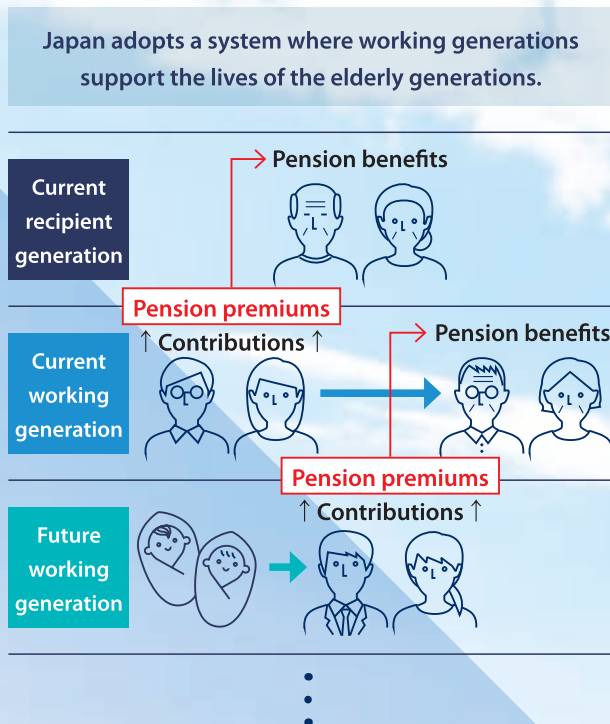 Japan adopts a system where working generations
support the lives of the elderly generations.
Pension benefits
Current
recipient
generation
Pension premiums
↑ Contributions ↑
Pension benefits
Current
working
generation
Pension premiums
↑ Contributions ↑
Future
working
generation